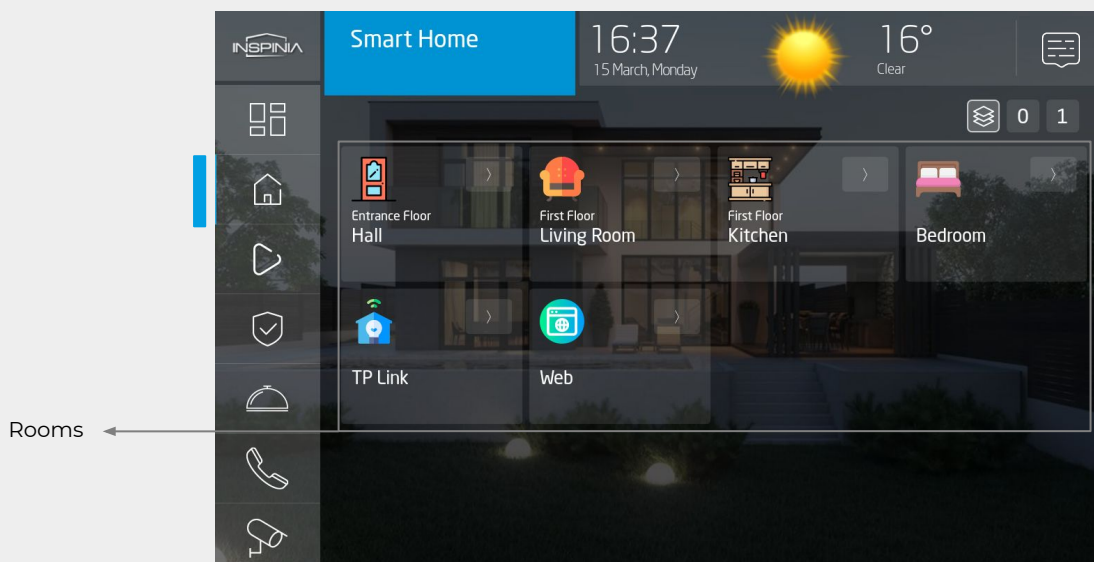 INSPINIA
Smart Home
16:37
15 March, Monday
16°
Clear
0 1
Entrance Floor
Hall
First Floor
Living Room
First Floor
Kitchen
Bedroom
TP Link
Web
Rooms